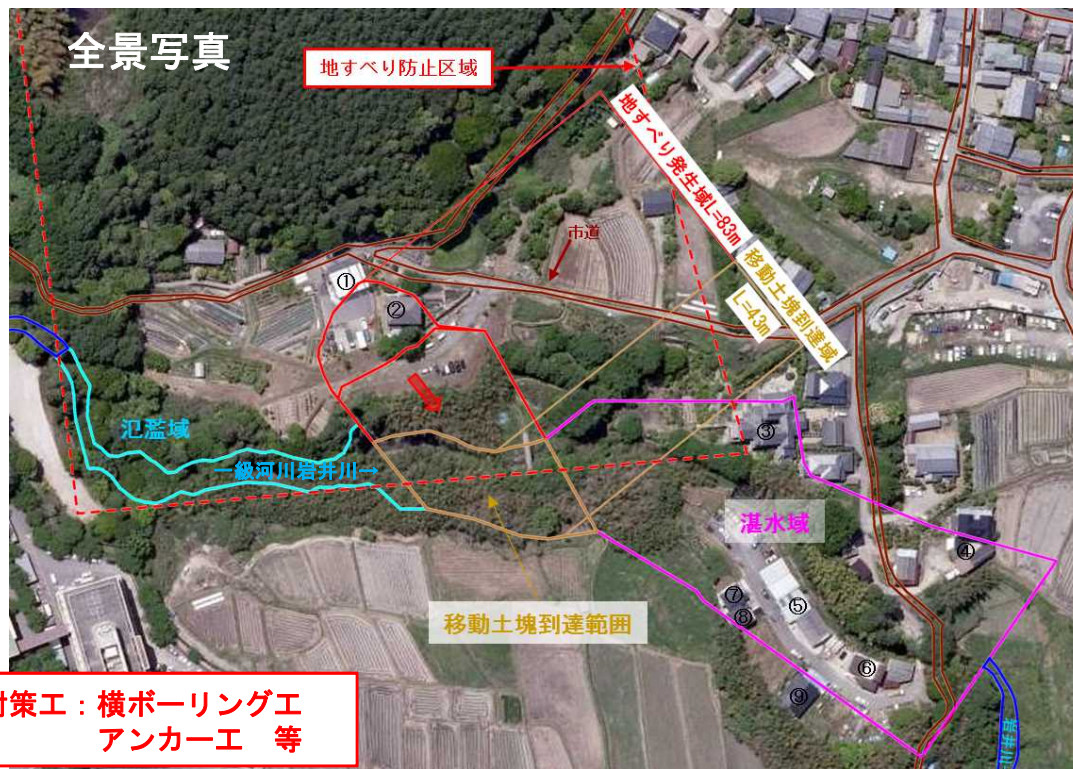 全景写真
地すべり防止区域
地すべり発生域L=83m
移動土塊到達域
L=43m
市道
①
②
氾濫域
一級河川岩井川→
③
湛水域
④
⑦
⑤
⑧
移動土塊到達範囲
⑥
⑨
対策工：横ボーリング工
アンカー工　等
岩井川